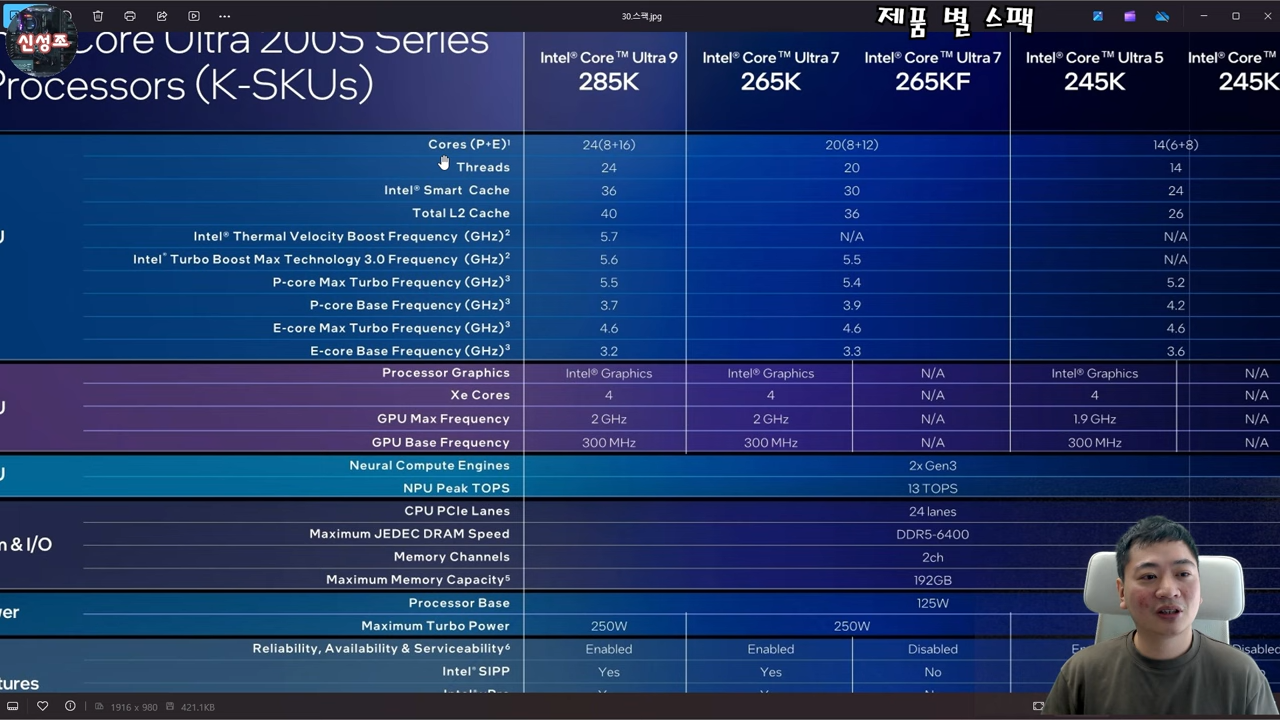 30.스팩.jpg
제품 별 스팩
신성조
Core Ultra 200S Series
Processors (K-SKUs)
Intel® Core™ Ultra 9 Intel® Core™ Ultra 7 Intel® Core™ Ultra 7 Intel® Core™ Ultra 5 Intel® Core™
285K 265K 265KF 245K 245K
Cores (P+E)¹ 24(8+16) 20(8+12) 14(6+8)
Threads 24 20 14
Intel® Smart Cache 36 30 24
Total L2 Cache 40 36 26
Intel® Thermal Velocity Boost Frequency (GHz)² 5.7 N/A N/A
Intel® Turbo Boost Max Technology 3.0 Frequency (GHz)² 5.6 5.5 N/A
P-core Max Turbo Frequency (GHz)³ 5.5 5.4 5.2
P-core Base Frequency (GHz)³ 3.7 3.9 4.2
E-core Max Turbo Frequency (GHz)³ 4.6 4.6 4.6
E-core Base Frequency (GHz)³ 3.2 3.3 3.6
Processor Graphics Intel® Graphics Intel® Graphics N/A Intel® Graphics N/A
Xe Cores 4 4 N/A 4 N/A
GPU Max Frequency 2 GHz 2 GHz N/A 1.9 GHz N/A
GPU Base Frequency 300 MHz 300 MHz N/A 300 MHz N/A
Neural Compute Engines 2x Gen3
NPU Peak TOPS 13 TOPS
CPU PCIe Lanes 24 lanes
Maximum JEDEC DRAM Speed DDR5-6400
& I/O
Memory Channels 2ch
Maximum Memory Capacity⁵ 192GB
Processor Base 125W
Maximum Turbo Power 250W 250W
Reliability, Availability & Serviceability⁶ Enabled Enabled Disabled Disabled
Intel® SIPP Yes Yes No
1916 x 980 421.1KB